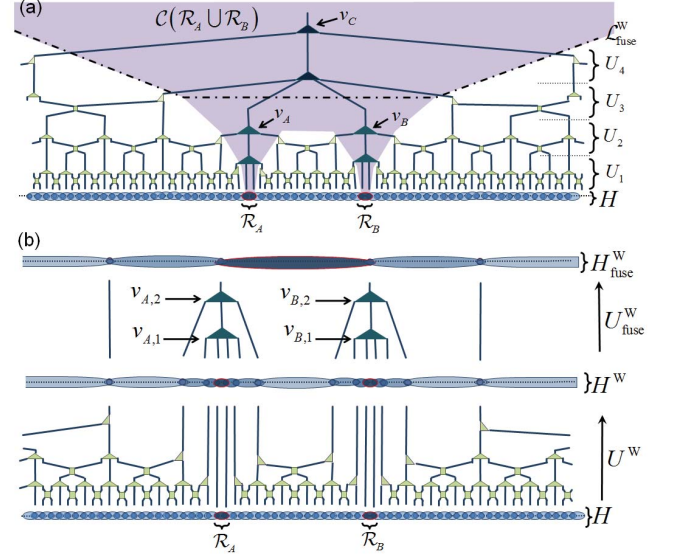 (a)
𝒞(ℛ_A ∪ ℛ_B)
v_C
ℒ^W_fuse
U_4
U_3
v_A
v_B
U_2
U_1
H
ℛ_A
ℛ_B
(b)
H^W_fuse
v_{A,2}
v_{B,2}
U^W_fuse
v_{A,1}
v_{B,1}
H^W
U^W
H
ℛ_A
ℛ_B